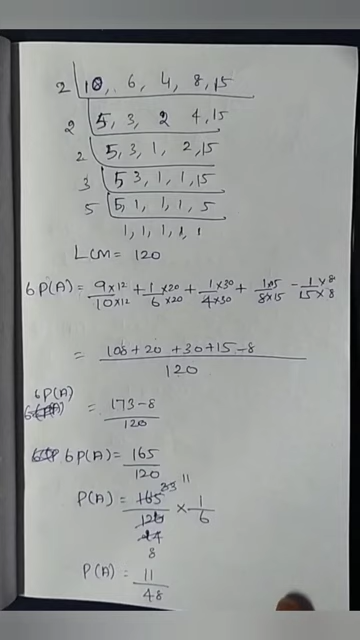 2 | 10, 6, 4, 8, 15
2 | 5, 3, 2 4, 15
2 | 5, 3, 1, 2, 15
3 | 5 3, 1, 1, 15
5 | 5, 1, 1, 1, 5
1, 1, 1, 1, 1
LCM = 120
6P(A) = 9×12/10×12 + 1×20/6×20 + 1×30/4×30 + 1×15/8×15 - 1×8/15×8
= 108 + 20 + 30 + 15 - 8 / 120
6P(A) = 173 - 8 / 120
6P(A) = 165/120
P(A) = 165 33 11 / 120 24 8 × 1/6
P(A) = 11/48